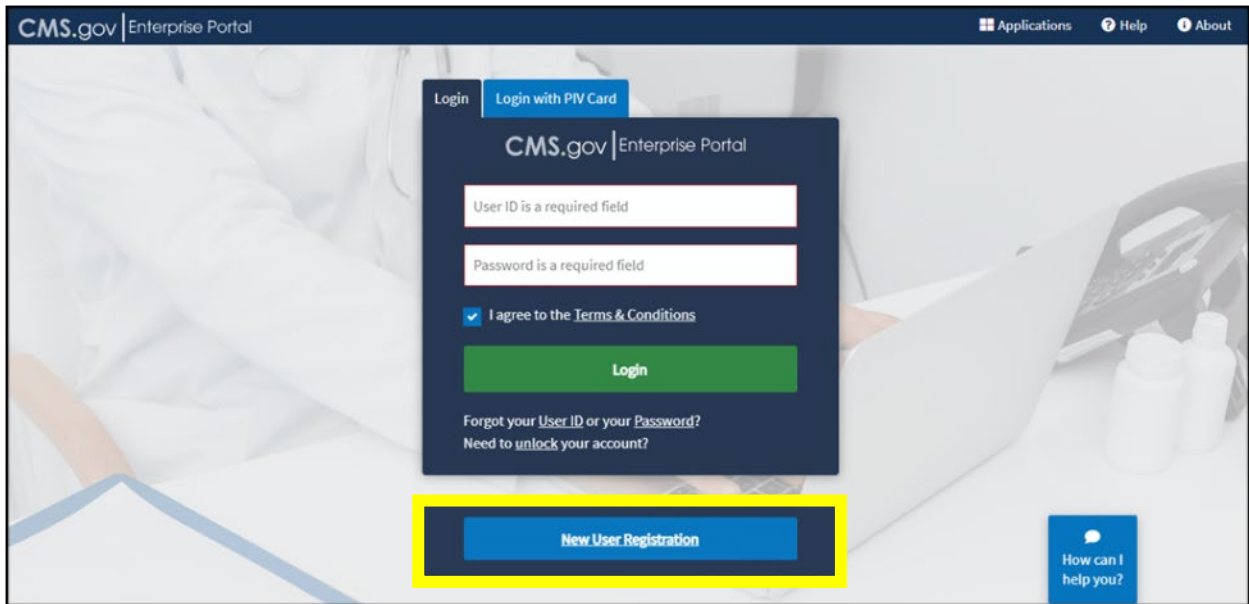 CMS.gov | Enterprise Portal
Applications
Help
About
Login
Login with PIV Card
CMS.gov | Enterprise Portal
User ID is a required field
Password is a required field
I agree to the Terms & Conditions
Login
Forgot your User ID or your Password?
Need to unlock your account?
New User Registration
How can I
help you?